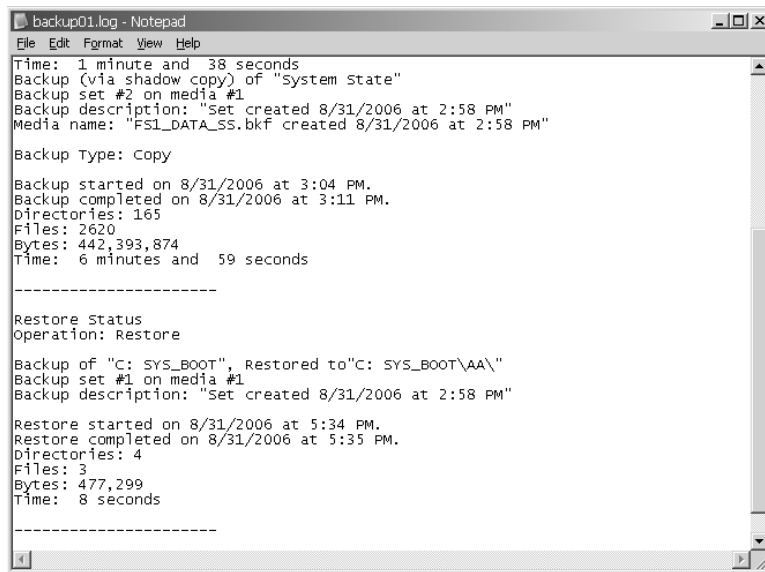 backup01.log - Notepad
File Edit Format View Help
Time:  1 minute and  38 seconds
Backup (via shadow copy) of "System State"
Backup set #2 on media #1
Backup description: "Set created 8/31/2006 at 2:58 PM"
Media name: "FS1_DATA_SS.bkf created 8/31/2006 at 2:58 PM"

Backup Type: Copy

Backup started on 8/31/2006 at 3:04 PM.
Backup completed on 8/31/2006 at 3:11 PM.
Directories: 165
Files: 2620
Bytes: 442,393,874
Time:  6 minutes and  59 seconds

----------------------

Restore Status
Operation: Restore

Backup of "C: SYS_BOOT", Restored to"C: SYS_BOOT\AA\"
Backup set #1 on media #1
Backup description: "Set created 8/31/2006 at 2:58 PM"

Restore started on 8/31/2006 at 5:34 PM.
Restore completed on 8/31/2006 at 5:35 PM.
Directories: 4
Files: 3
Bytes: 477,299
Time:  8 seconds

----------------------